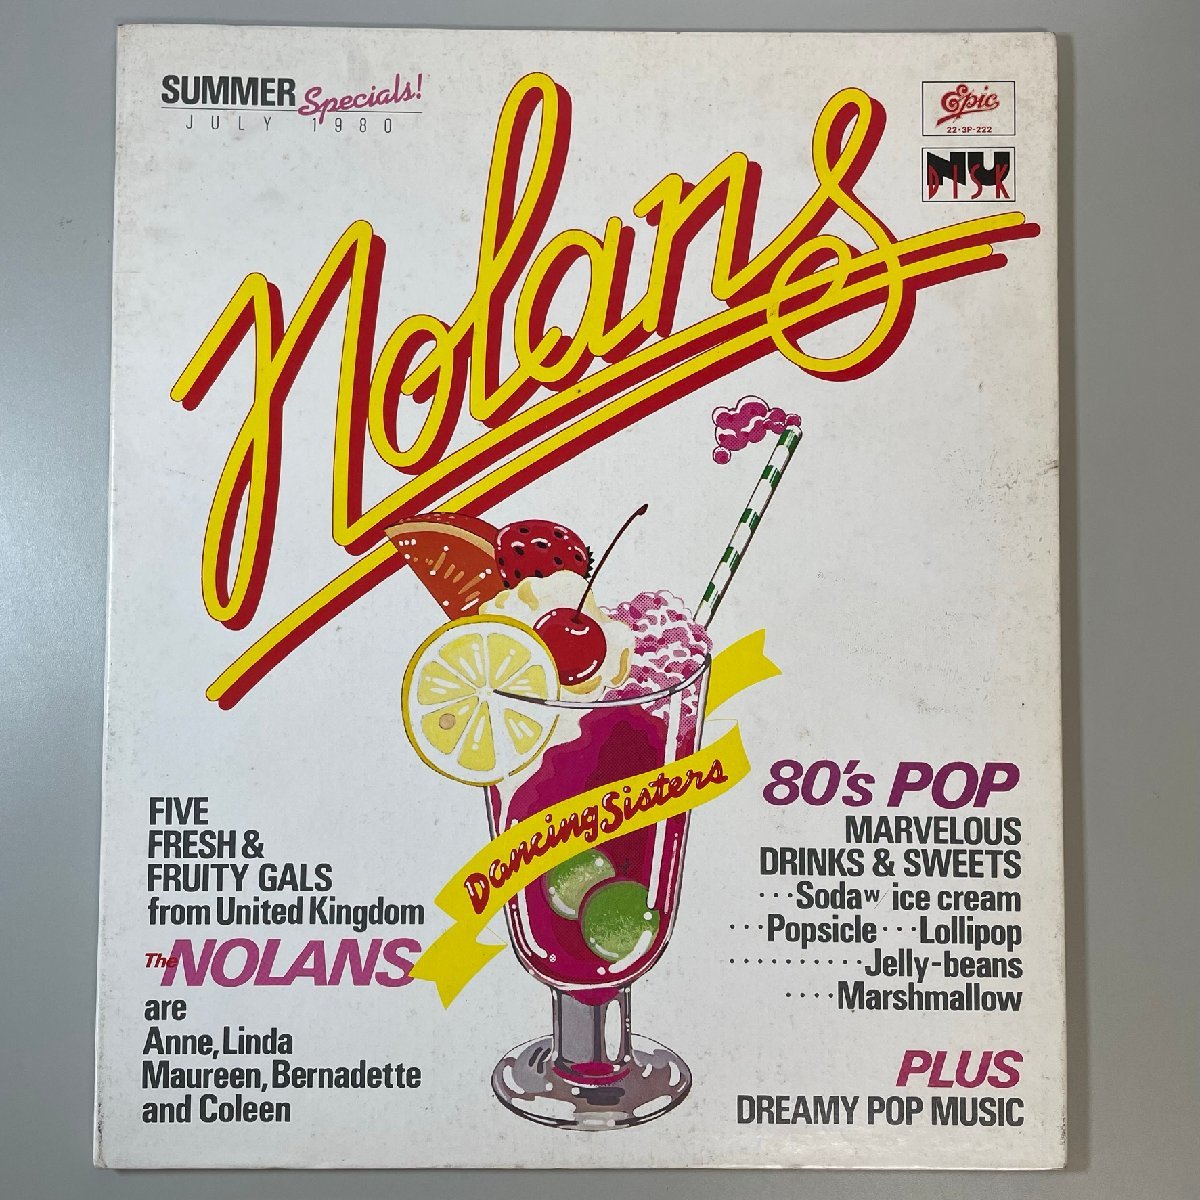 SUMMER Specials!
JULY 1980
Epic
22·3P-222
NU
DISK
Nolans
Dancing Sisters
FIVE
FRESH &
FRUITY GALS
from United Kingdom
The NOLANS
are
Anne, Linda
Maureen, Bernadette
and Coleen
80's POP
MARVELOUS
DRINKS & SWEETS
···Soda w/ ice cream
···Popsicle···Lollipop
··········Jelly-beans
····Marshmallow
PLUS
DREAMY POP MUSIC